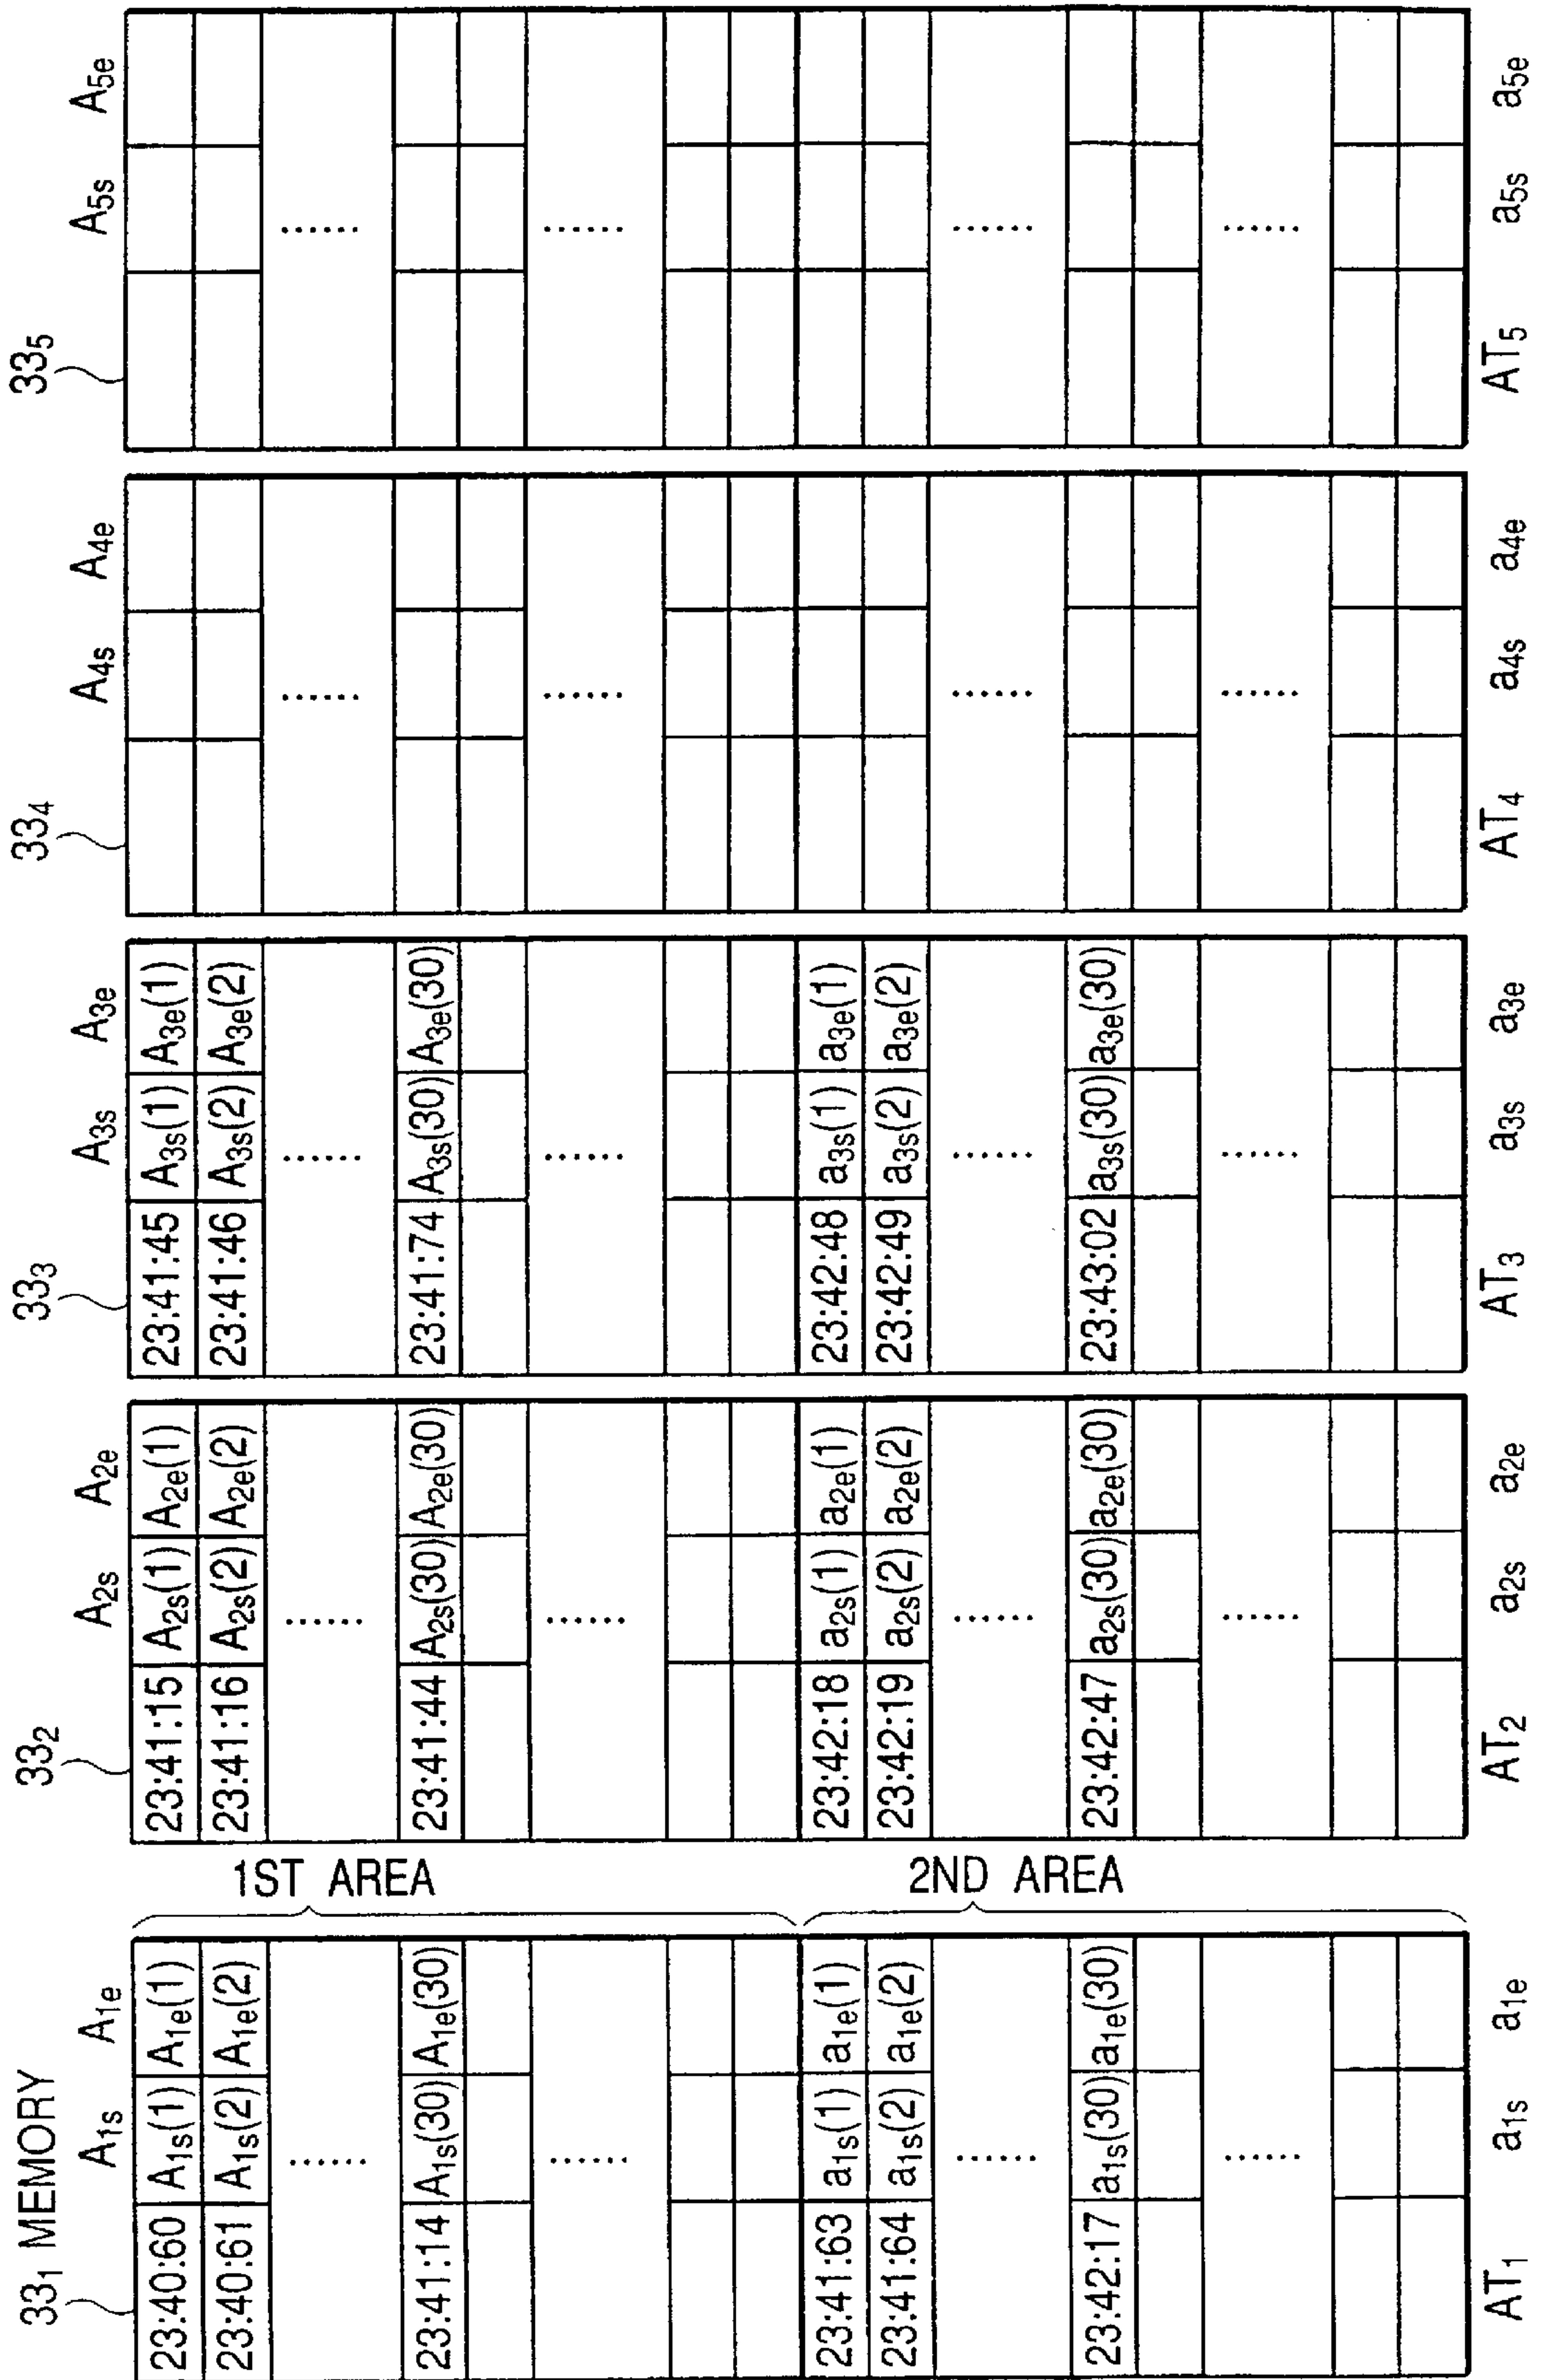 33₁ MEMORY
A₁s A₁e
23:40:60 A₁s(1) A₁e(1)
23:40:61 A₁s(2) A₁e(2)
......
23:41:14 A₁s(30) A₁e(30)
......
23:41:63 a₁s(1) a₁e(1)
23:41:64 a₁s(2) a₁e(2)
......
23:42:17 a₁s(30) a₁e(30)
......
AT₁ a₁s a₁e
1ST AREA
2ND AREA
33₂
A₂s A₂e
23:41:15 A₂s(1) A₂e(1)
23:41:16 A₂s(2) A₂e(2)
......
23:41:44 A₂s(30) A₂e(30)
......
23:42:18 a₂s(1) a₂e(1)
23:42:19 a₂s(2) a₂e(2)
......
23:42:47 a₂s(30) a₂e(30)
......
AT₂ a₂s a₂e
33₃
A₃s A₃e
23:41:45 A₃s(1) A₃e(1)
23:41:46 A₃s(2) A₃e(2)
......
23:41:74 A₃s(30) A₃e(30)
......
23:42:48 a₃s(1) a₃e(1)
23:42:49 a₃s(2) a₃e(2)
......
23:43:02 a₃s(30) a₃e(30)
......
AT₃ a₃s a₃e
33₄
A₄s A₄e
......
......
......
......
AT₄ a₄s a₄e
33₅
A₅s A₅e
......
......
......
......
AT₅ a₅s a₅e